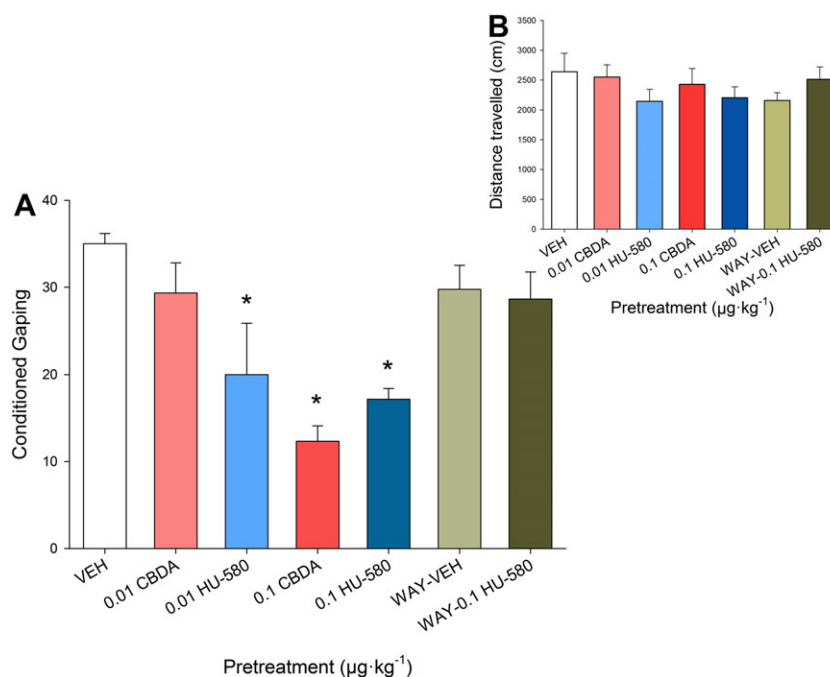 B
Distance travelled (cm)
3500
3000
2500
2000
1500
1000
500
0
VEH
0.01 CBDA
0.01 HU-580
0.1 CBDA
0.1 HU-580
WAY-VEH
WAY-0.1 HU-580
Pretreatment (µg·kg⁻¹)
A
Conditioned Gaping
40
30
20
10
0
*
*
*
VEH
0.01 CBDA
0.01 HU-580
0.1 CBDA
0.1 HU-580
WAY-VEH
WAY-0.1 HU-580
Pretreatment (µg·kg⁻¹)